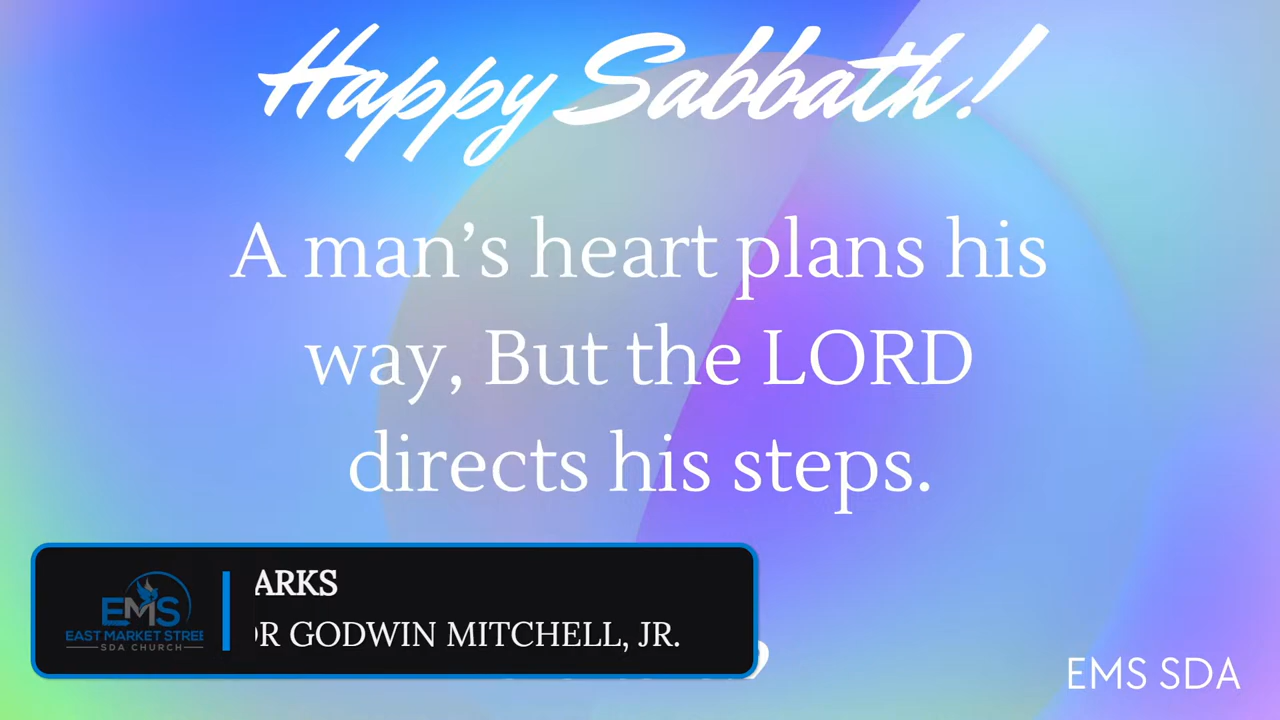 Happy Sabbath!
A man’s heart plans his
way, But the LORD
directs his steps.
ARKS
OR GODWIN MITCHELL, JR.
EMS
EAST MARKET STREE
SDA CHURCH
EMS SDA